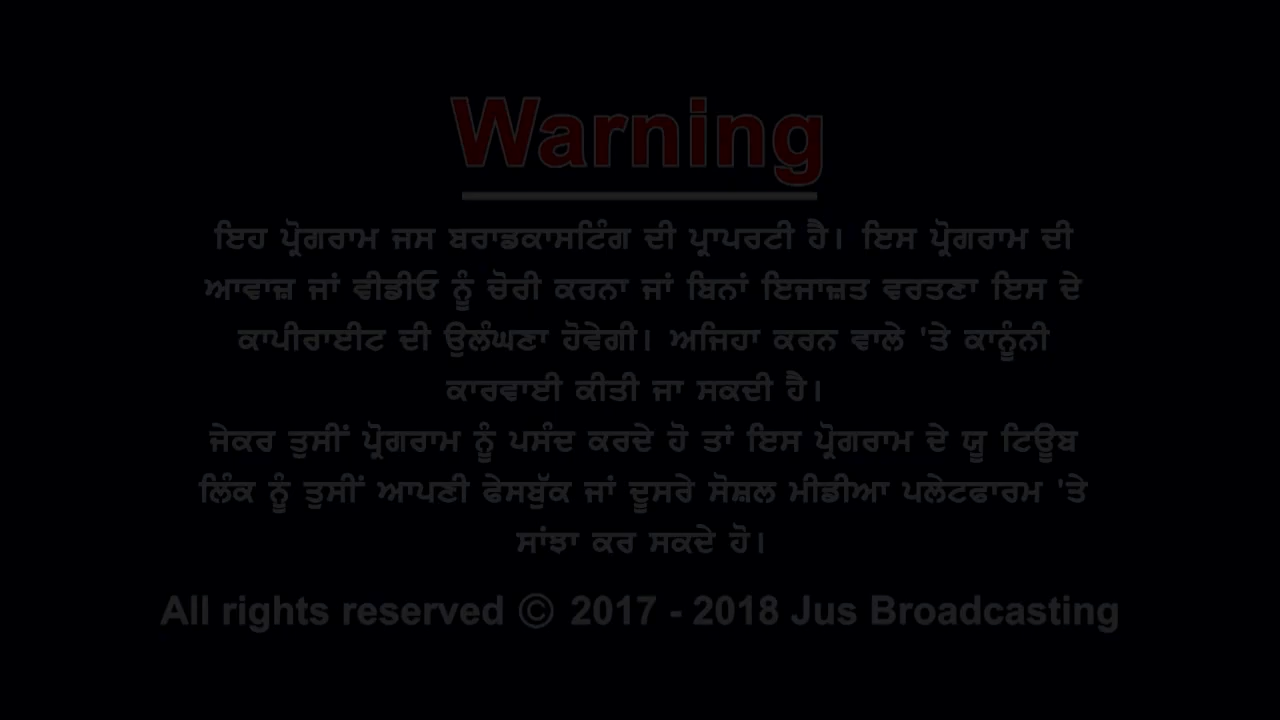 Warning
ਇਹ ਪ੍ਰੋਗਰਾਮ ਜਸ ਬਰਾਡਕਾਸਟਿੰਗ ਦੀ ਪ੍ਰਾਪਰਟੀ ਹੈ। ਇਸ ਪ੍ਰੋਗਰਾਮ ਦੀ
ਆਵਾਜ਼ ਜਾਂ ਵੀਡੀਓ ਨੂੰ ਚੋਰੀ ਕਰਨਾ ਜਾਂ ਬਿਨਾਂ ਇਜਾਜ਼ਤ ਵਰਤਣਾ ਇਸ ਦੇ
ਕਾਪੀਰਾਈਟ ਦੀ ਉਲੰਘਣਾ ਹੋਵੇਗੀ। ਅਜਿਹਾ ਕਰਨ ਵਾਲੇ 'ਤੇ ਕਾਨੂੰਨੀ
ਕਾਰਵਾਈ ਕੀਤੀ ਜਾ ਸਕਦੀ ਹੈ।
ਜੇਕਰ ਤੁਸੀਂ ਪ੍ਰੋਗਰਾਮ ਨੂੰ ਪਸੰਦ ਕਰਦੇ ਹੋ ਤਾਂ ਇਸ ਪ੍ਰੋਗਰਾਮ ਦੇ ਯੂ ਟਿਊਬ
ਲਿੰਕ ਨੂੰ ਤੁਸੀਂ ਆਪਣੀ ਫੇਸਬੁੱਕ ਜਾਂ ਦੂਸਰੇ ਸੋਸ਼ਲ ਮੀਡੀਆ ਪਲੇਟਫਾਰਮ 'ਤੇ
ਸਾਂਝਾ ਕਰ ਸਕਦੇ ਹੋ।
All rights reserved © 2017 - 2018 Jus Broadcasting